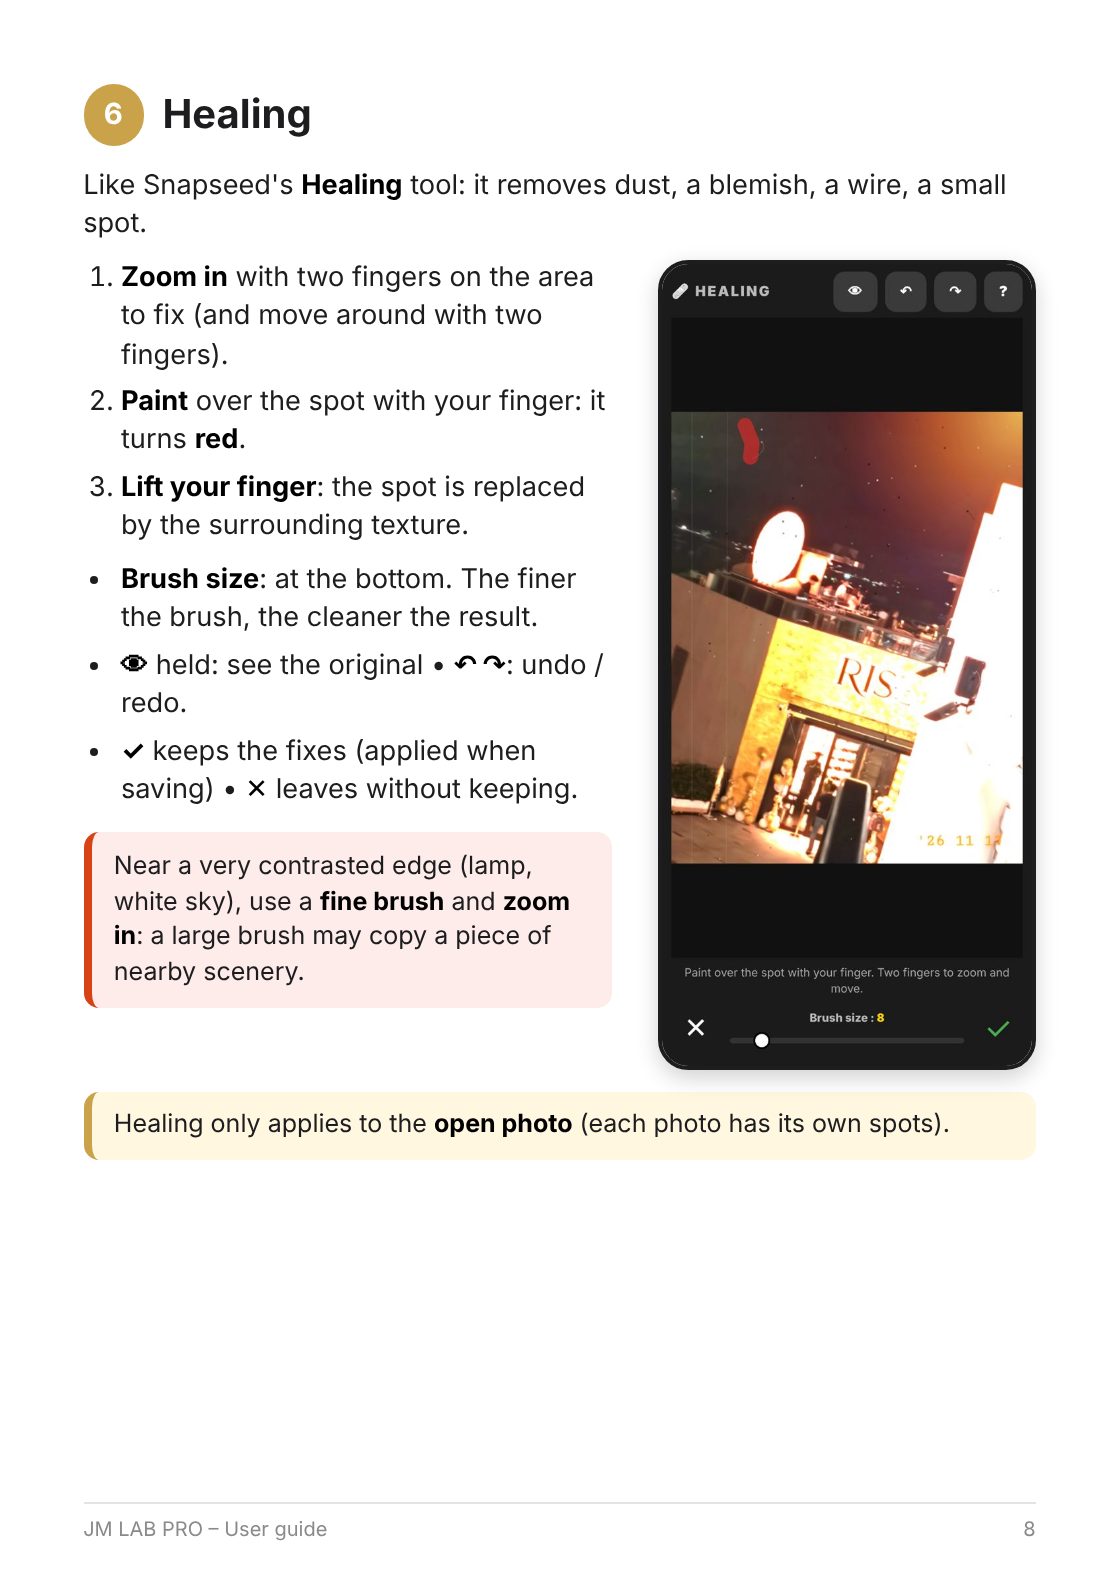 6
Healing
Like Snapseed's Healing tool: it removes dust, a blemish, a wire, a small
spot.
1. Zoom in with two fingers on the area
to fix (and move around with two
fingers).
2. Paint over the spot with your finger: it
turns red.
3. Lift your finger: the spot is replaced
by the surrounding texture.
• Brush size: at the bottom. The finer
the brush, the cleaner the result.
• 👁 held: see the original • ↶ ↷: undo /
redo.
• ✔ keeps the fixes (applied when
saving) • ✕ leaves without keeping.
Near a very contrasted edge (lamp,
white sky), use a fine brush and zoom
in: a large brush may copy a piece of
nearby scenery.
HEALING
?
RIS
'26 11 1
Paint over the spot with your finger. Two fingers to zoom and
move.
Brush size : 8
Healing only applies to the open photo (each photo has its own spots).
JM LAB PRO – User guide
8